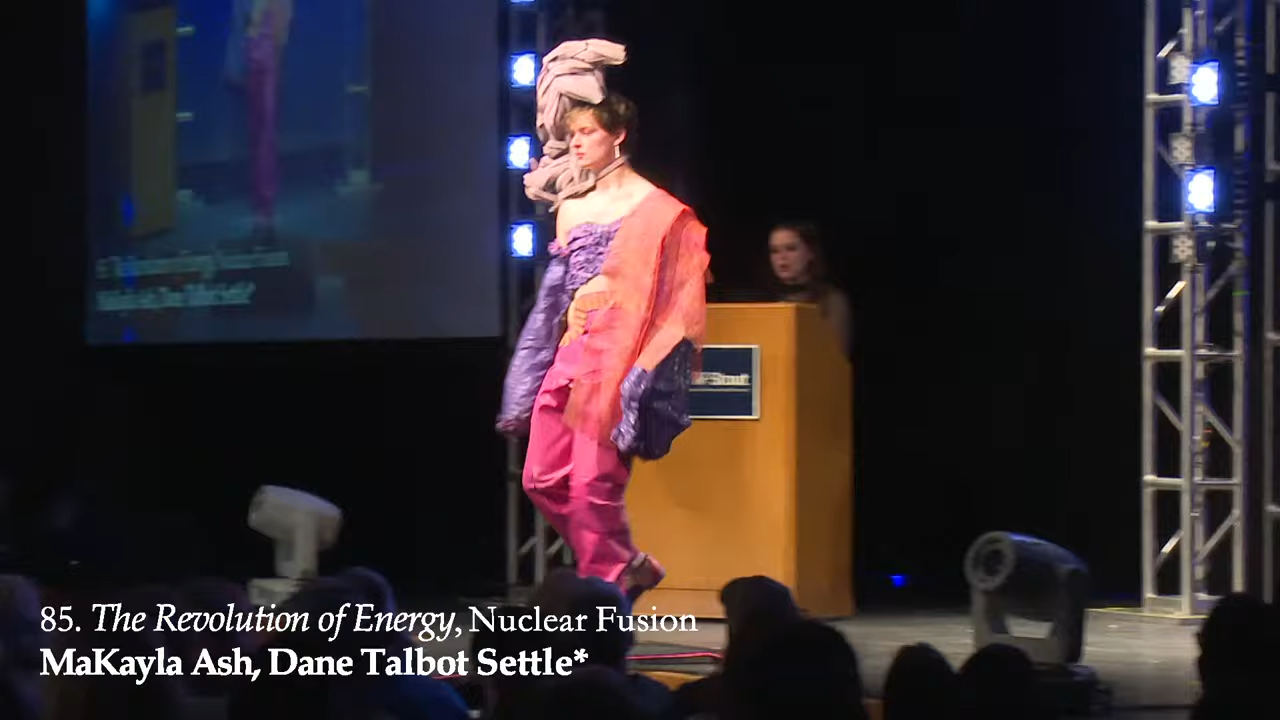 85. The Revolution of Energy, Nuclear Fusion
MaKayla Ash, Dane Talbot Settle*